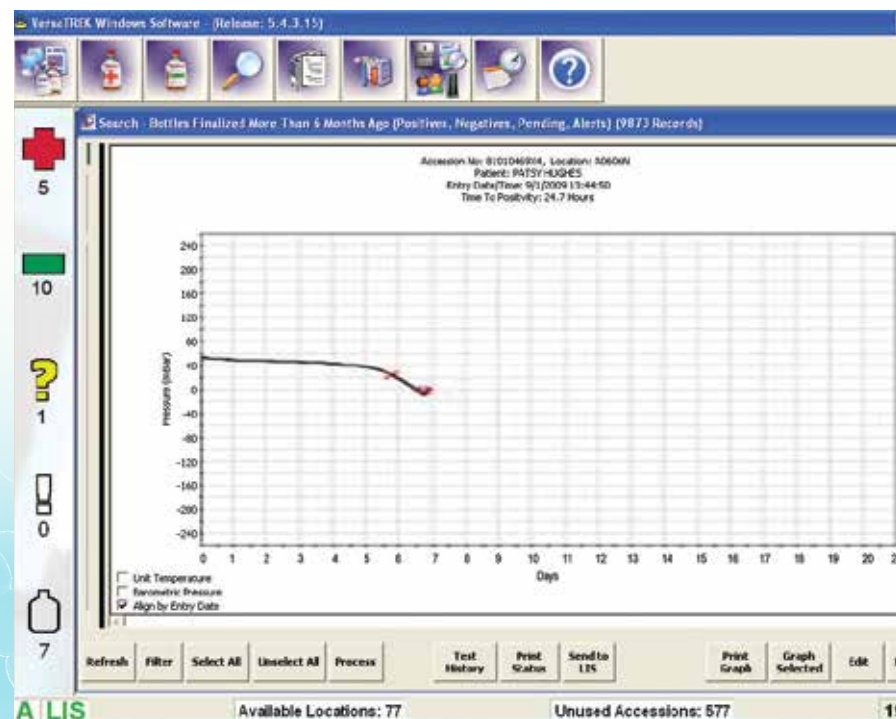 VersaTREK Windows Software - (Release: 5.4.3.15)
Search - Bottles Finalized More Than 6 Months Ago (Positives, Negatives, Pending, Alerts) (9873 Records)
Accession No: Location:
Patient: PATSY HUGHES
Entry Date/Time: 9/1/2009 13:44:50
Time To Positivity: 24.7 Hours
5
10
1
0
7
240
200
160
120
80
40
0
-40
-80
-120
-160
-200
-240
Pressure (mbar)
0 1 2 3 4 5 6 7 8 9 10 11 12 13 14 15 16 17 18 19 20
Days
Unit Temperature
Barometric Pressure
Align by Entry Date
Refresh Filter Select All Unselect All Process Test History Print Status Send to LIS Print Graph Graph Selected Edit
A LIS Available Locations: 77 Unused Accessions: 577